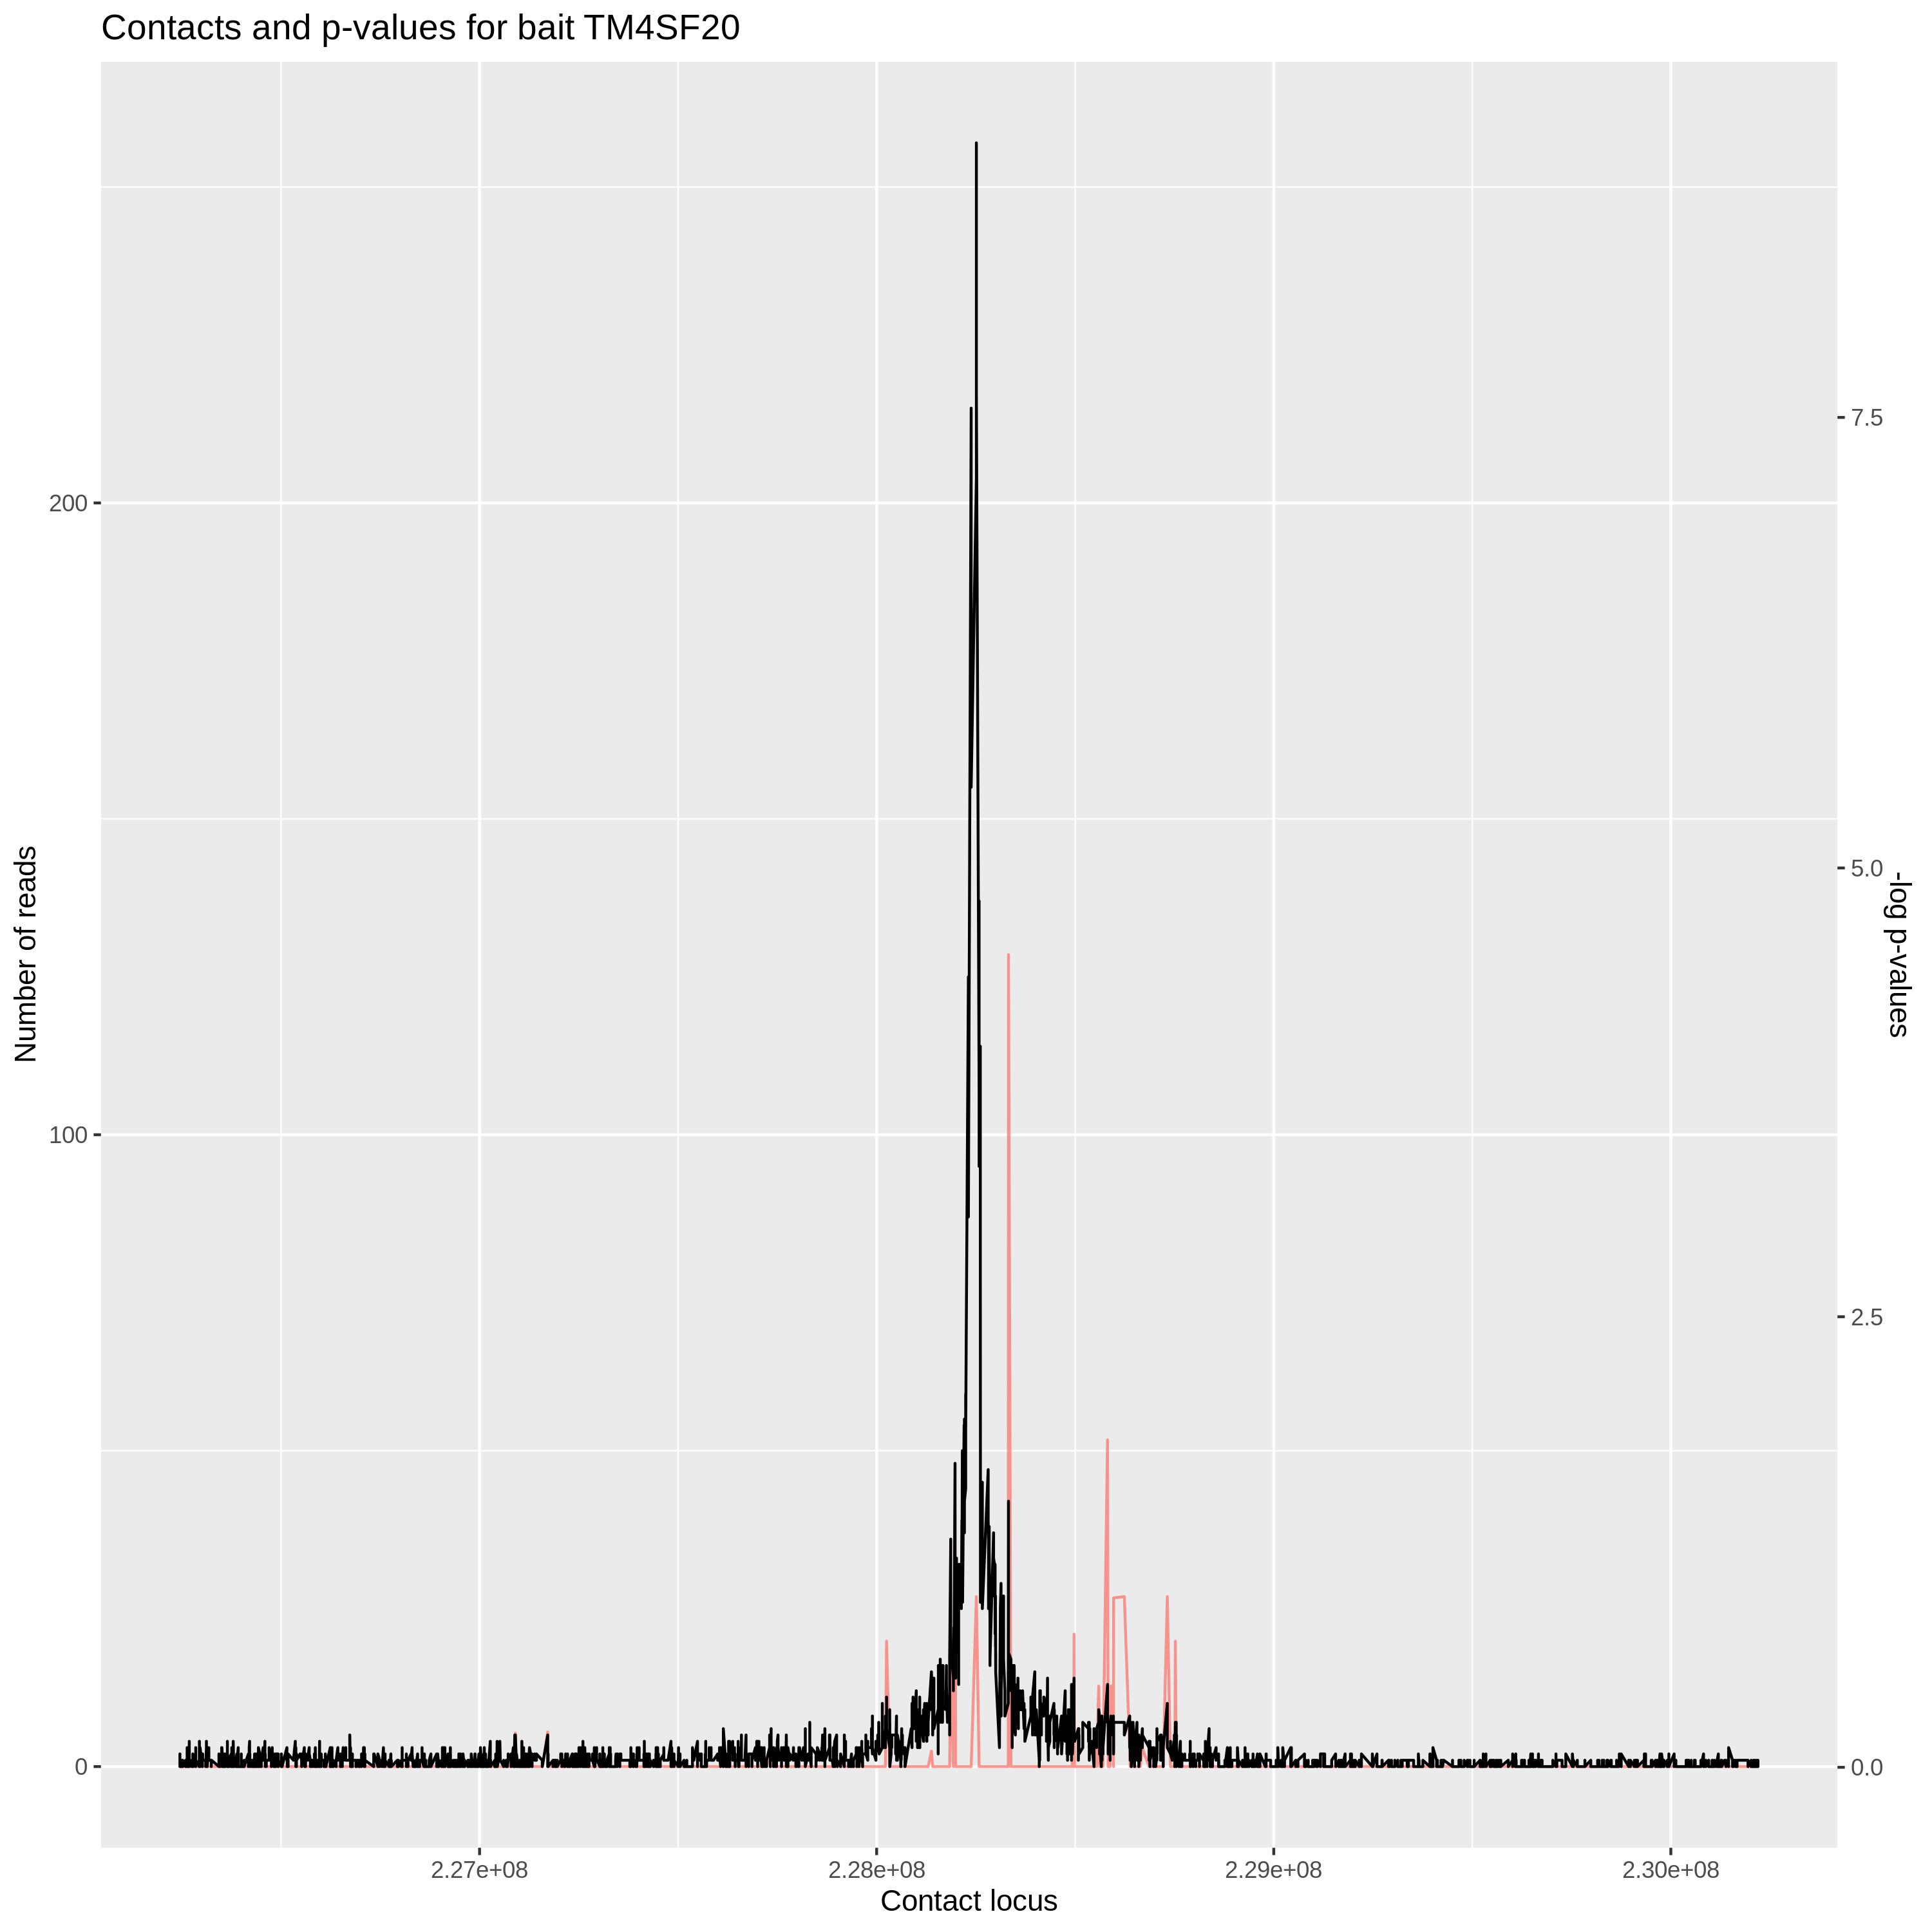 Contacts and p-values for bait TM4SF20
200
100
0
Number of reads
7.5
5.0
2.5
0.0
-log p-values
2.27e+08
2.28e+08
2.29e+08
2.30e+08
Contact locus